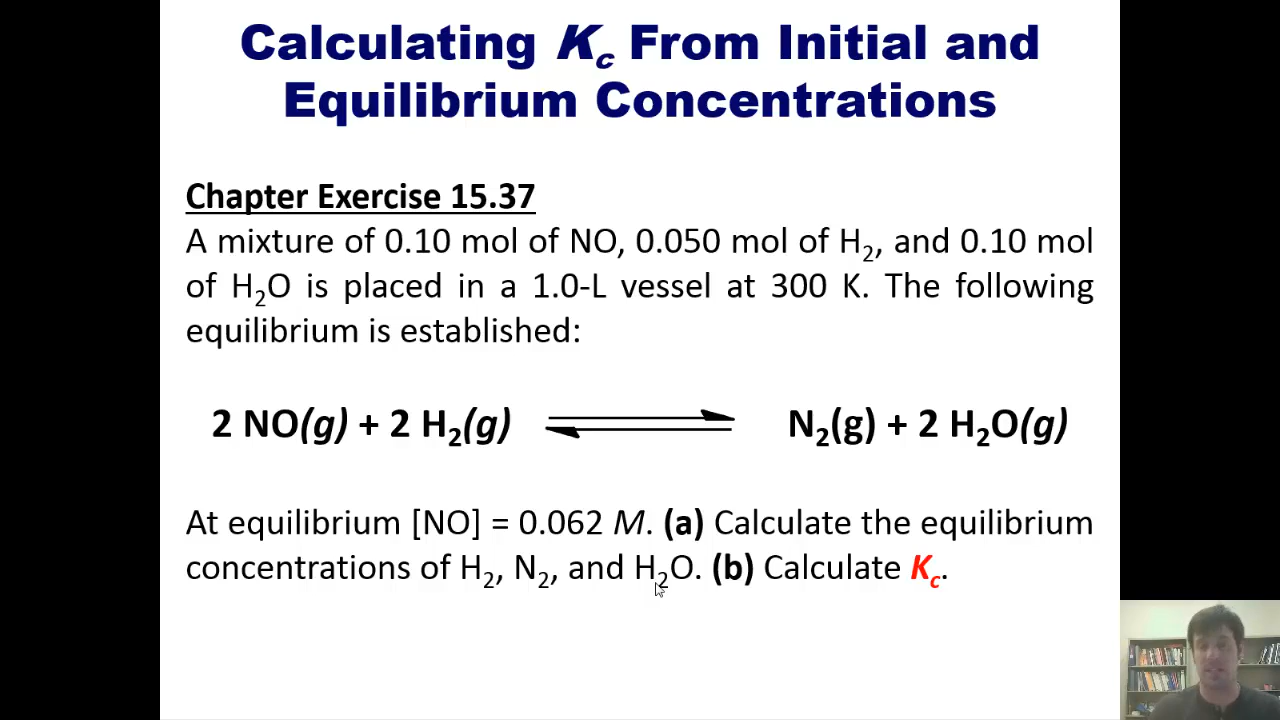 Calculating Kc From Initial and
Equilibrium Concentrations
Chapter Exercise 15.37
A mixture of 0.10 mol of NO, 0.050 mol of H₂, and 0.10 mol
of H₂O is placed in a 1.0-L vessel at 300 K. The following
equilibrium is established:
2 NO(g) + 2 H₂(g) ⇌ N₂(g) + 2 H₂O(g)
At equilibrium [NO] = 0.062 M. (a) Calculate the equilibrium
concentrations of H₂, N₂, and H₂O. (b) Calculate Kc.